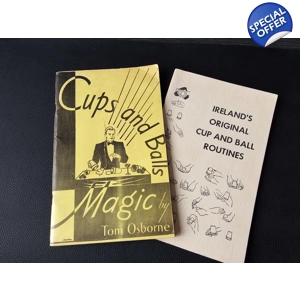 SPECIAL
OFFER
Cups and Balls
Magic by
Tom Osborne
IRELAND'S
ORIGINAL
CUP AND BALL
ROUTINES